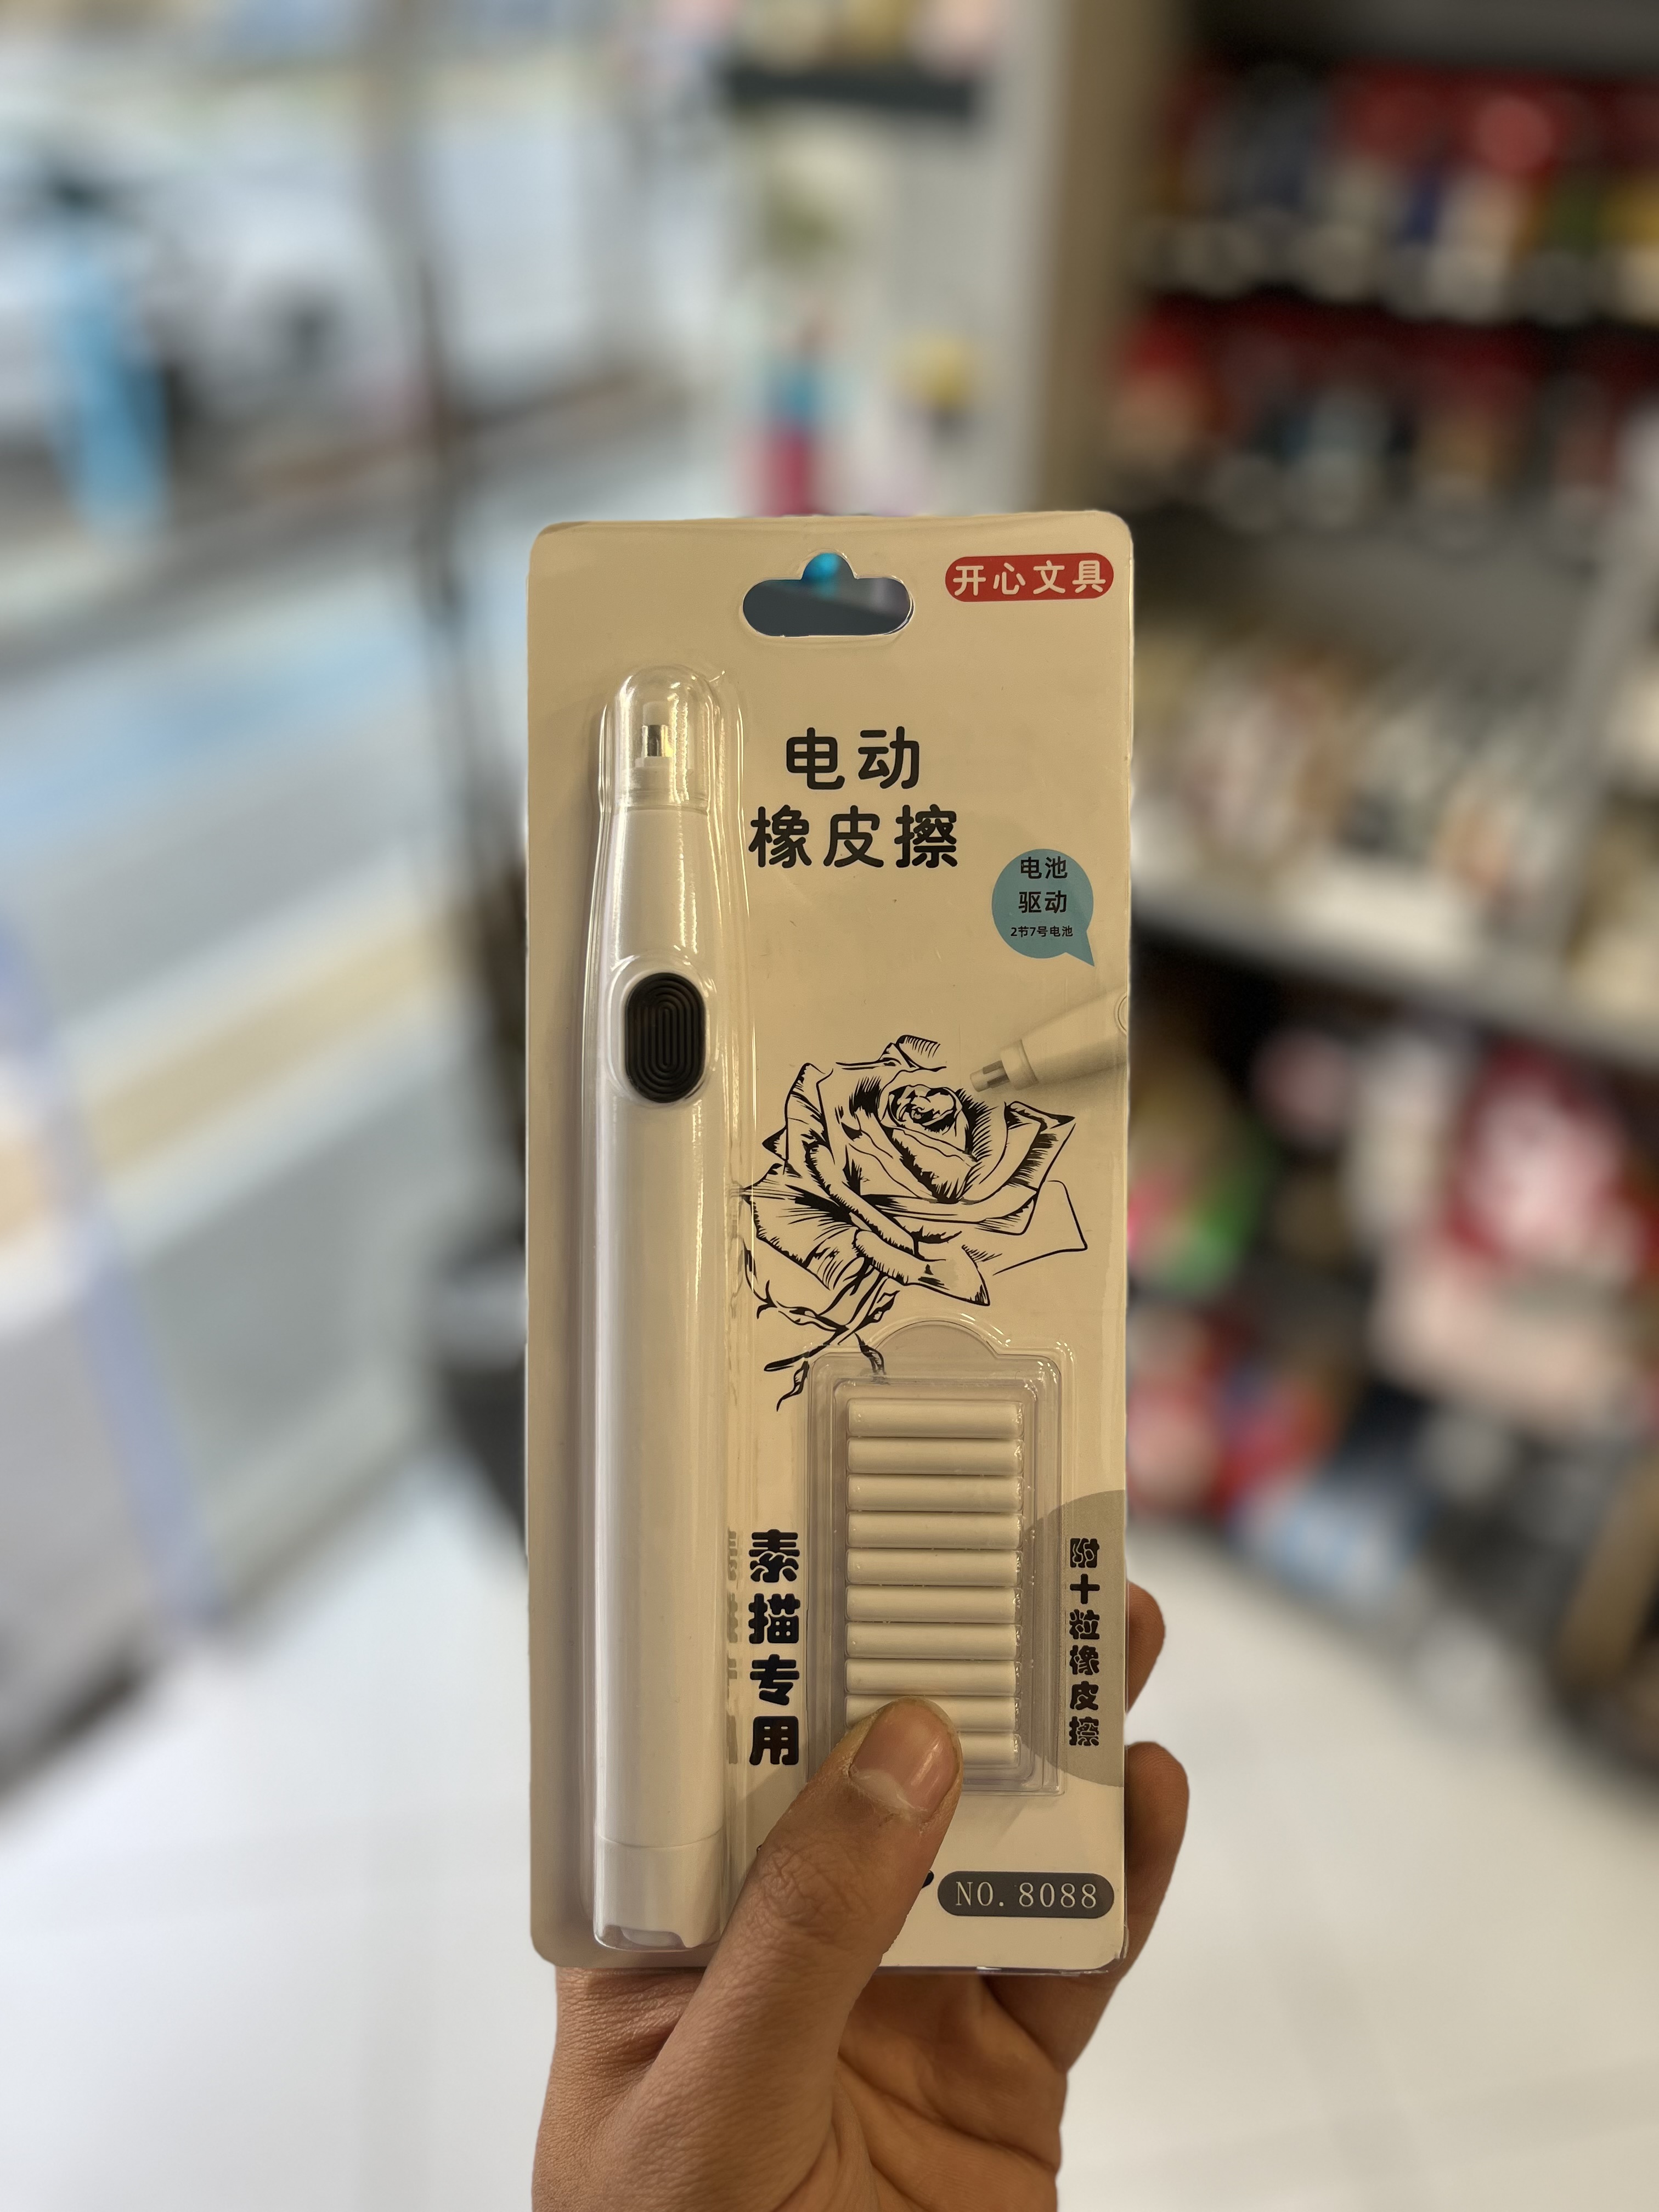 开心文具
电动
橡皮擦
电池
驱动
2节7号电池
素描专用
附十粒橡皮擦
NO. 8088